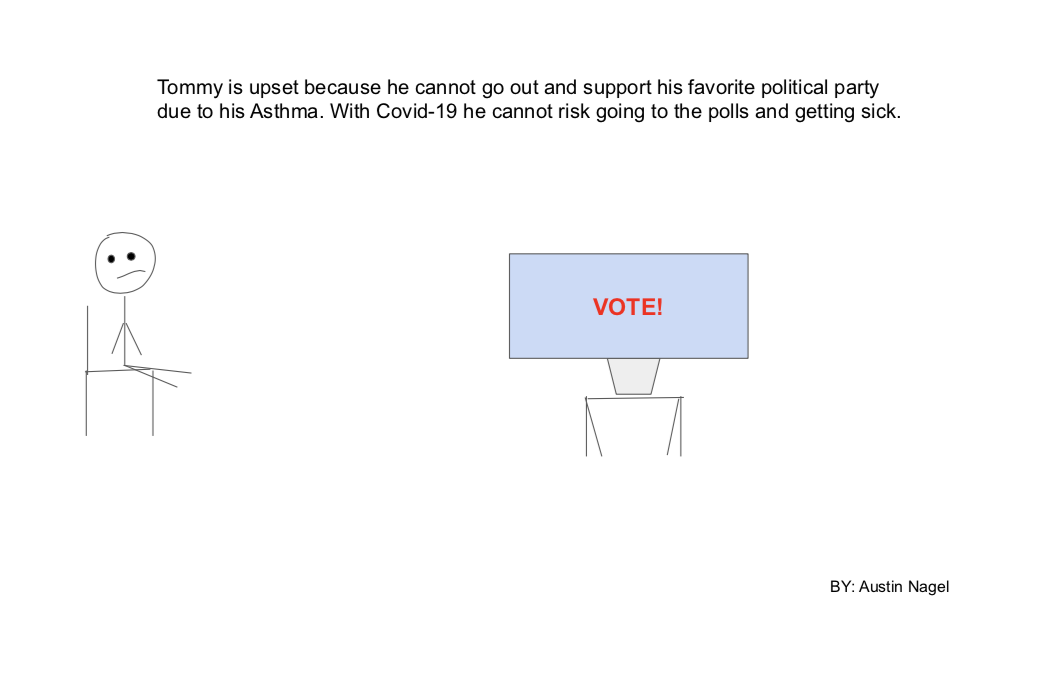 Tommy is upset because he cannot go out and support his favorite political party
due to his Asthma. With Covid-19 he cannot risk going to the polls and getting sick.
VOTE!
BY: Austin Nagel